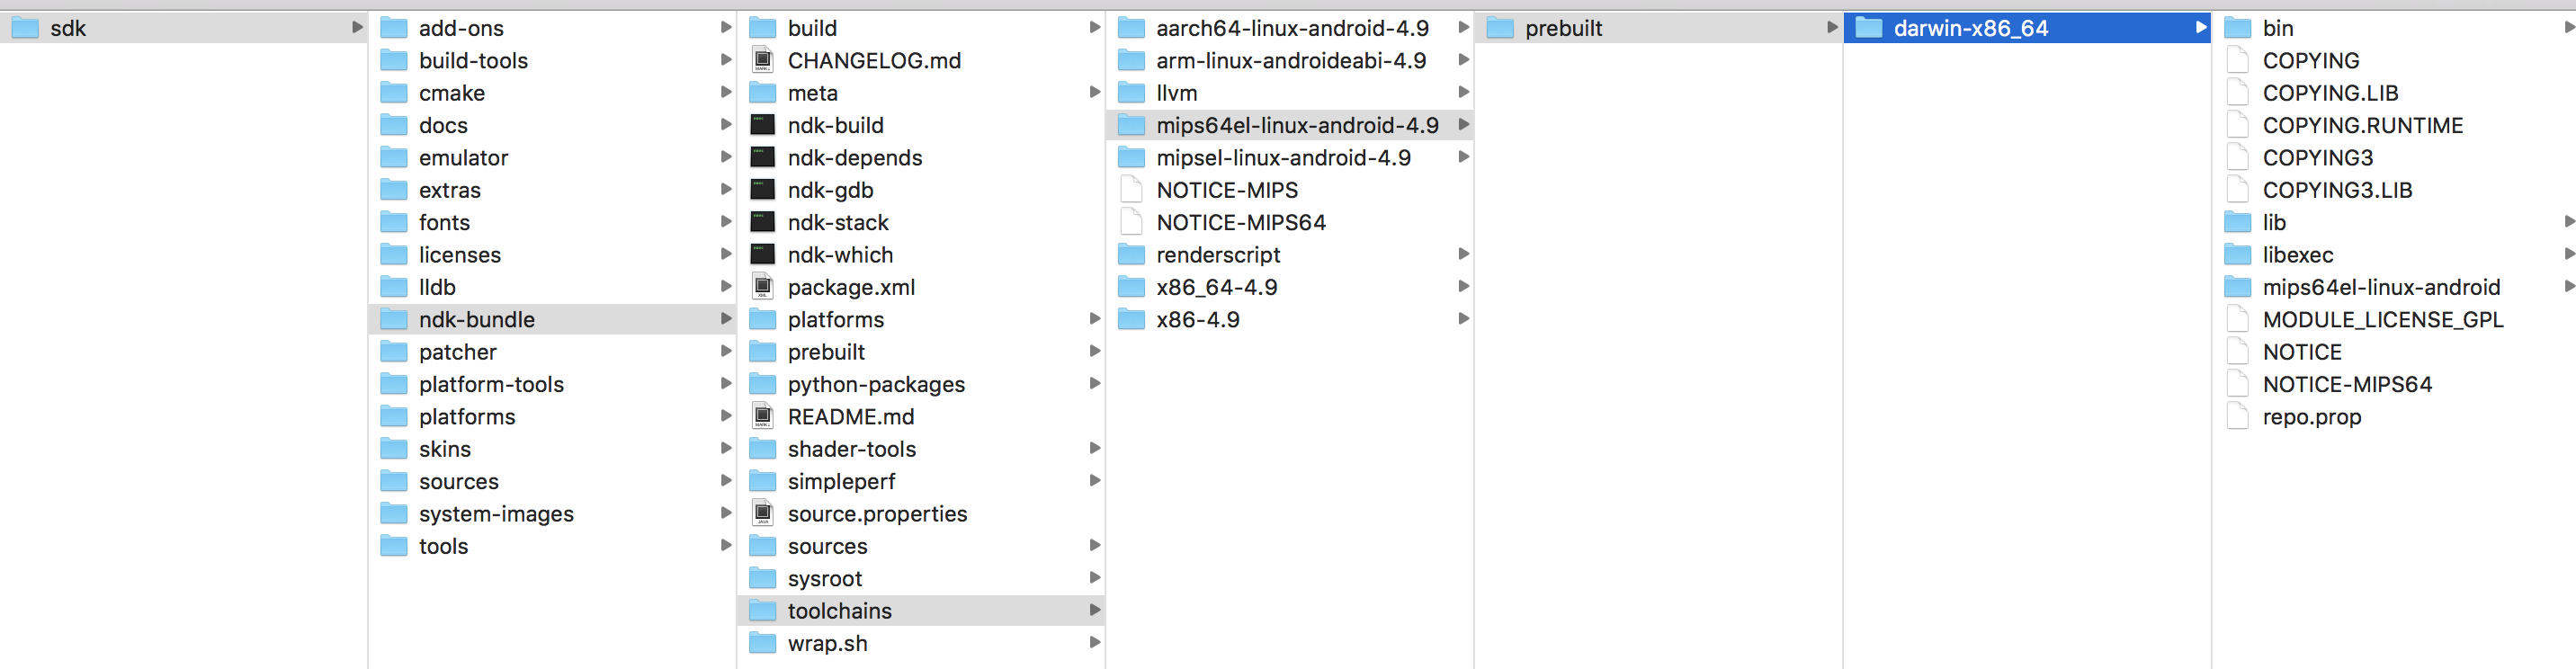 sdk
add-ons
build-tools
cmake
docs
emulator
extras
fonts
licenses
lldb
ndk-bundle
patcher
platform-tools
platforms
skins
sources
system-images
tools
build
CHANGELOG.md
meta
ndk-build
ndk-depends
ndk-gdb
ndk-stack
ndk-which
package.xml
platforms
prebuilt
python-packages
README.md
shader-tools
simpleperf
source.properties
sources
sysroot
toolchains
wrap.sh
aarch64-linux-android-4.9
arm-linux-androideabi-4.9
llvm
mips64el-linux-android-4.9
mipsel-linux-android-4.9
NOTICE-MIPS
NOTICE-MIPS64
renderscript
x86_64-4.9
x86-4.9
prebuilt
darwin-x86_64
bin
COPYING
COPYING.LIB
COPYING.RUNTIME
COPYING3
COPYING3.LIB
lib
libexec
mips64el-linux-android
MODULE_LICENSE_GPL
NOTICE
NOTICE-MIPS64
repo.prop